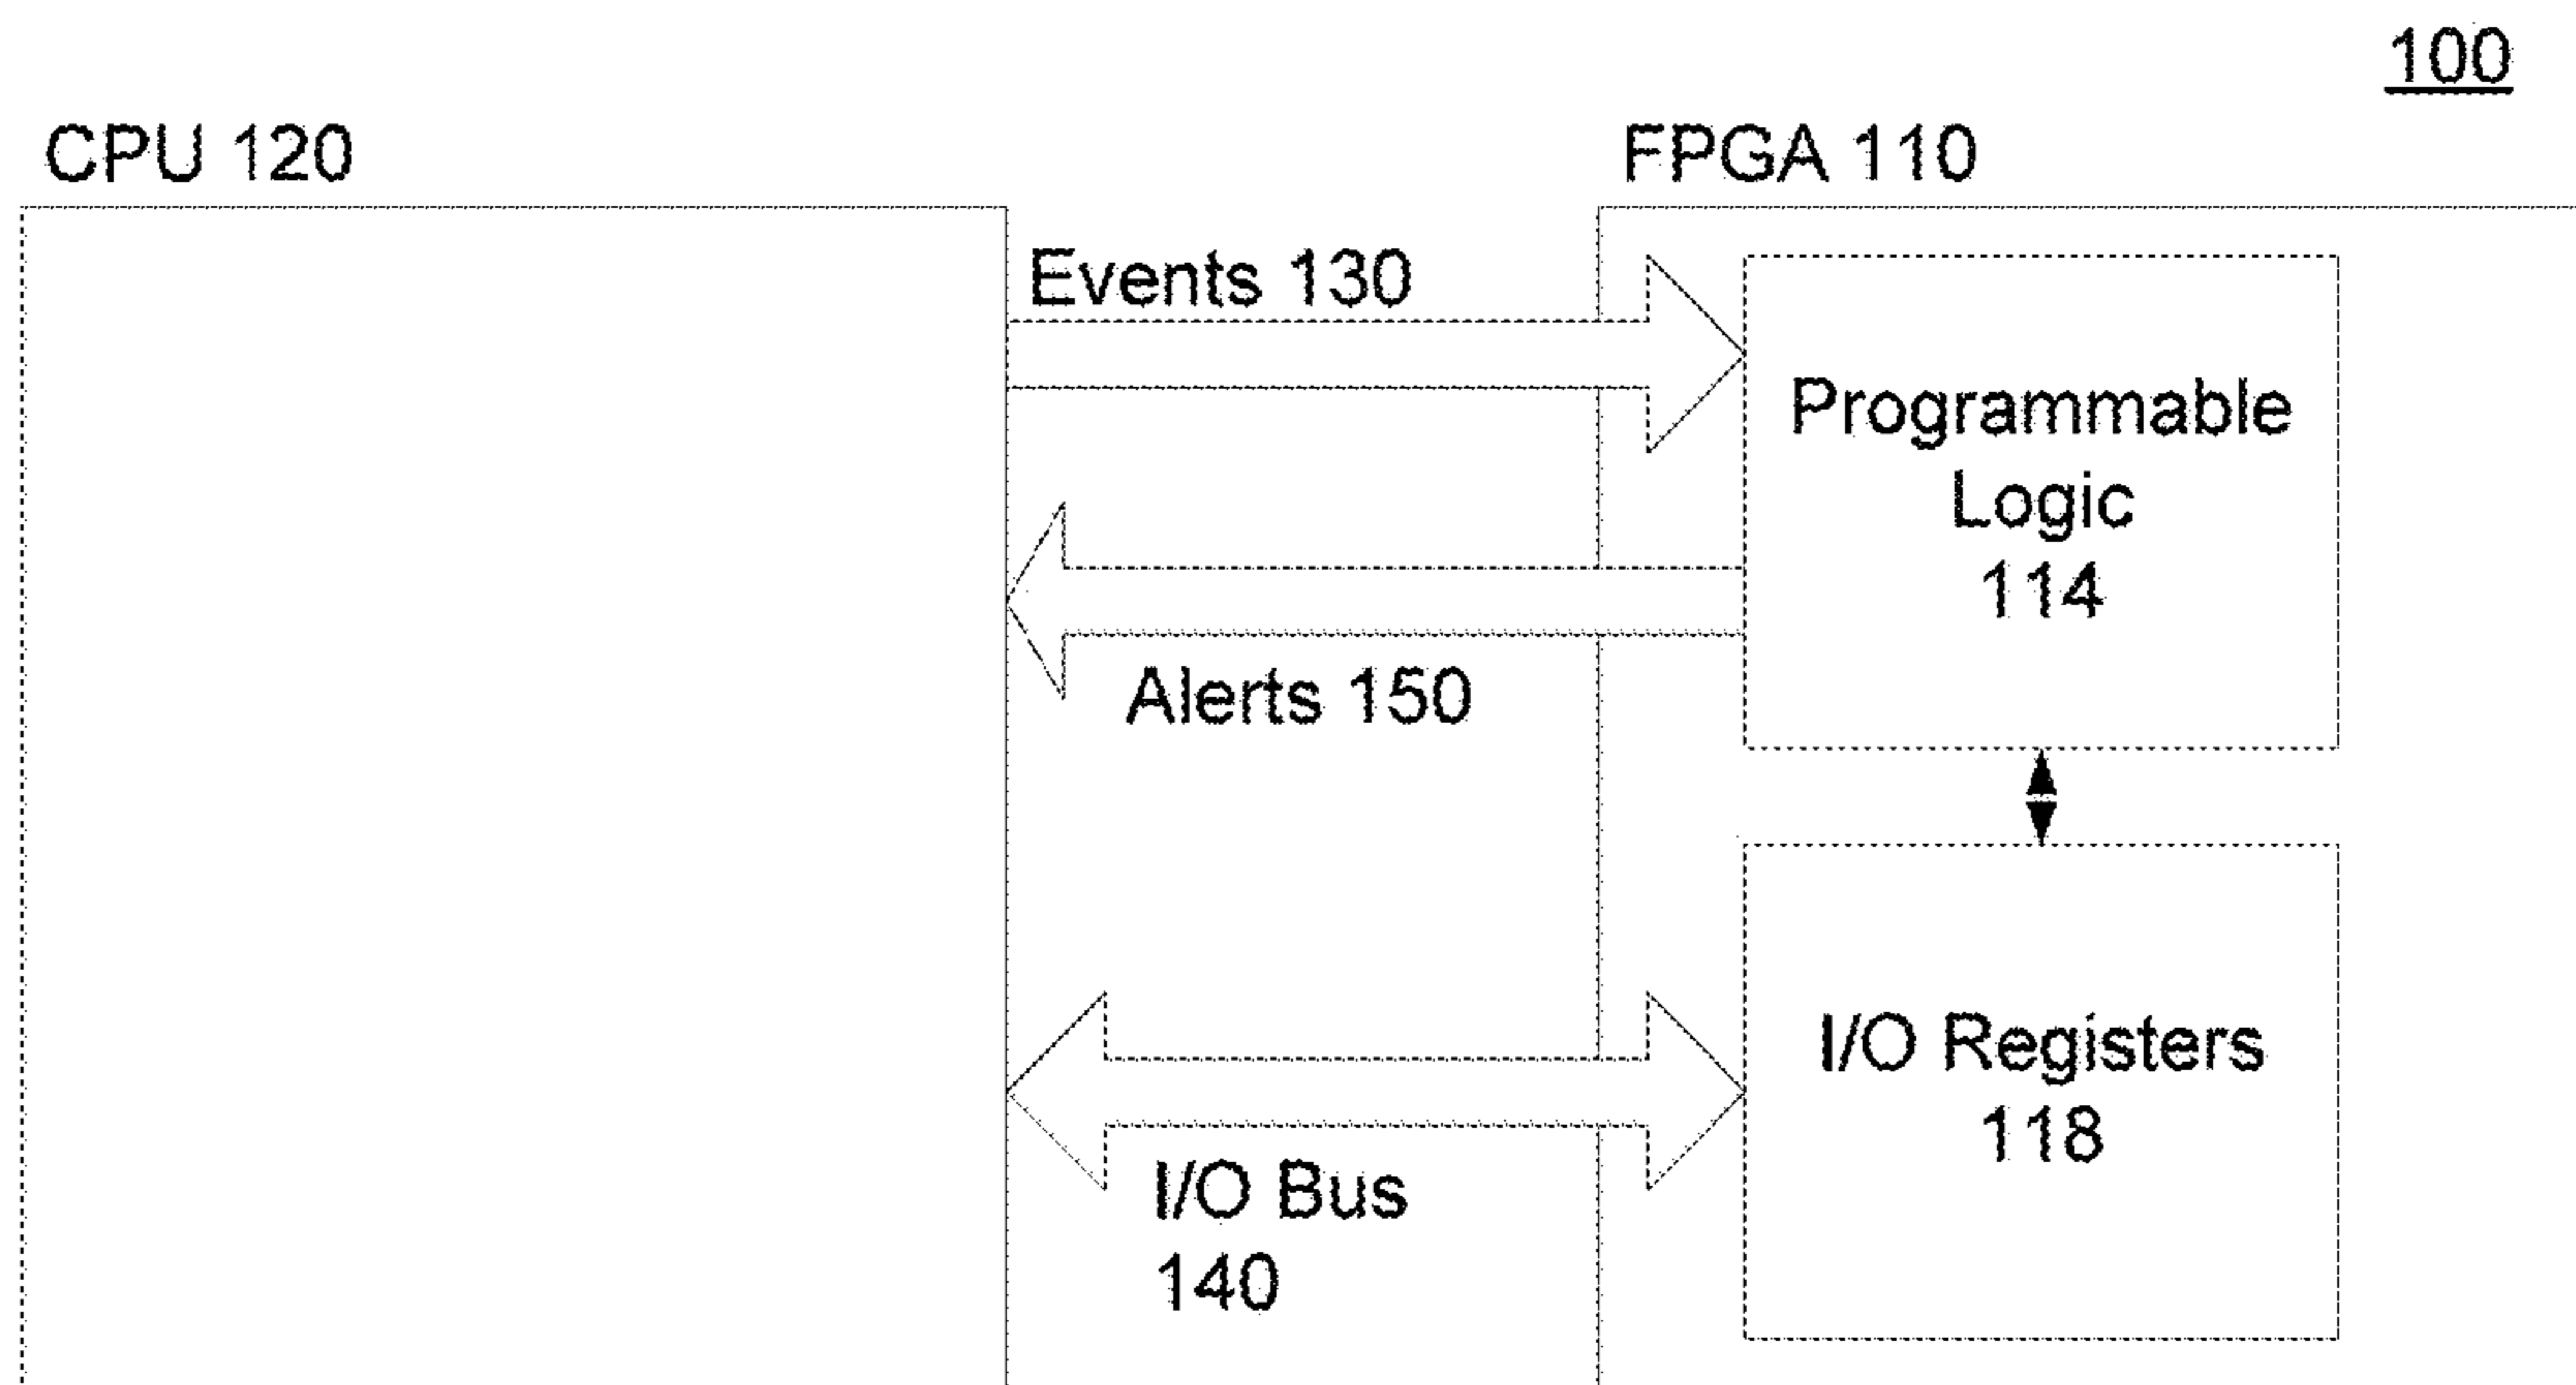 100
CPU 120
FPGA 110
Events 130
Programmable
Logic
114
Alerts 150
I/O Registers
118
I/O Bus
140